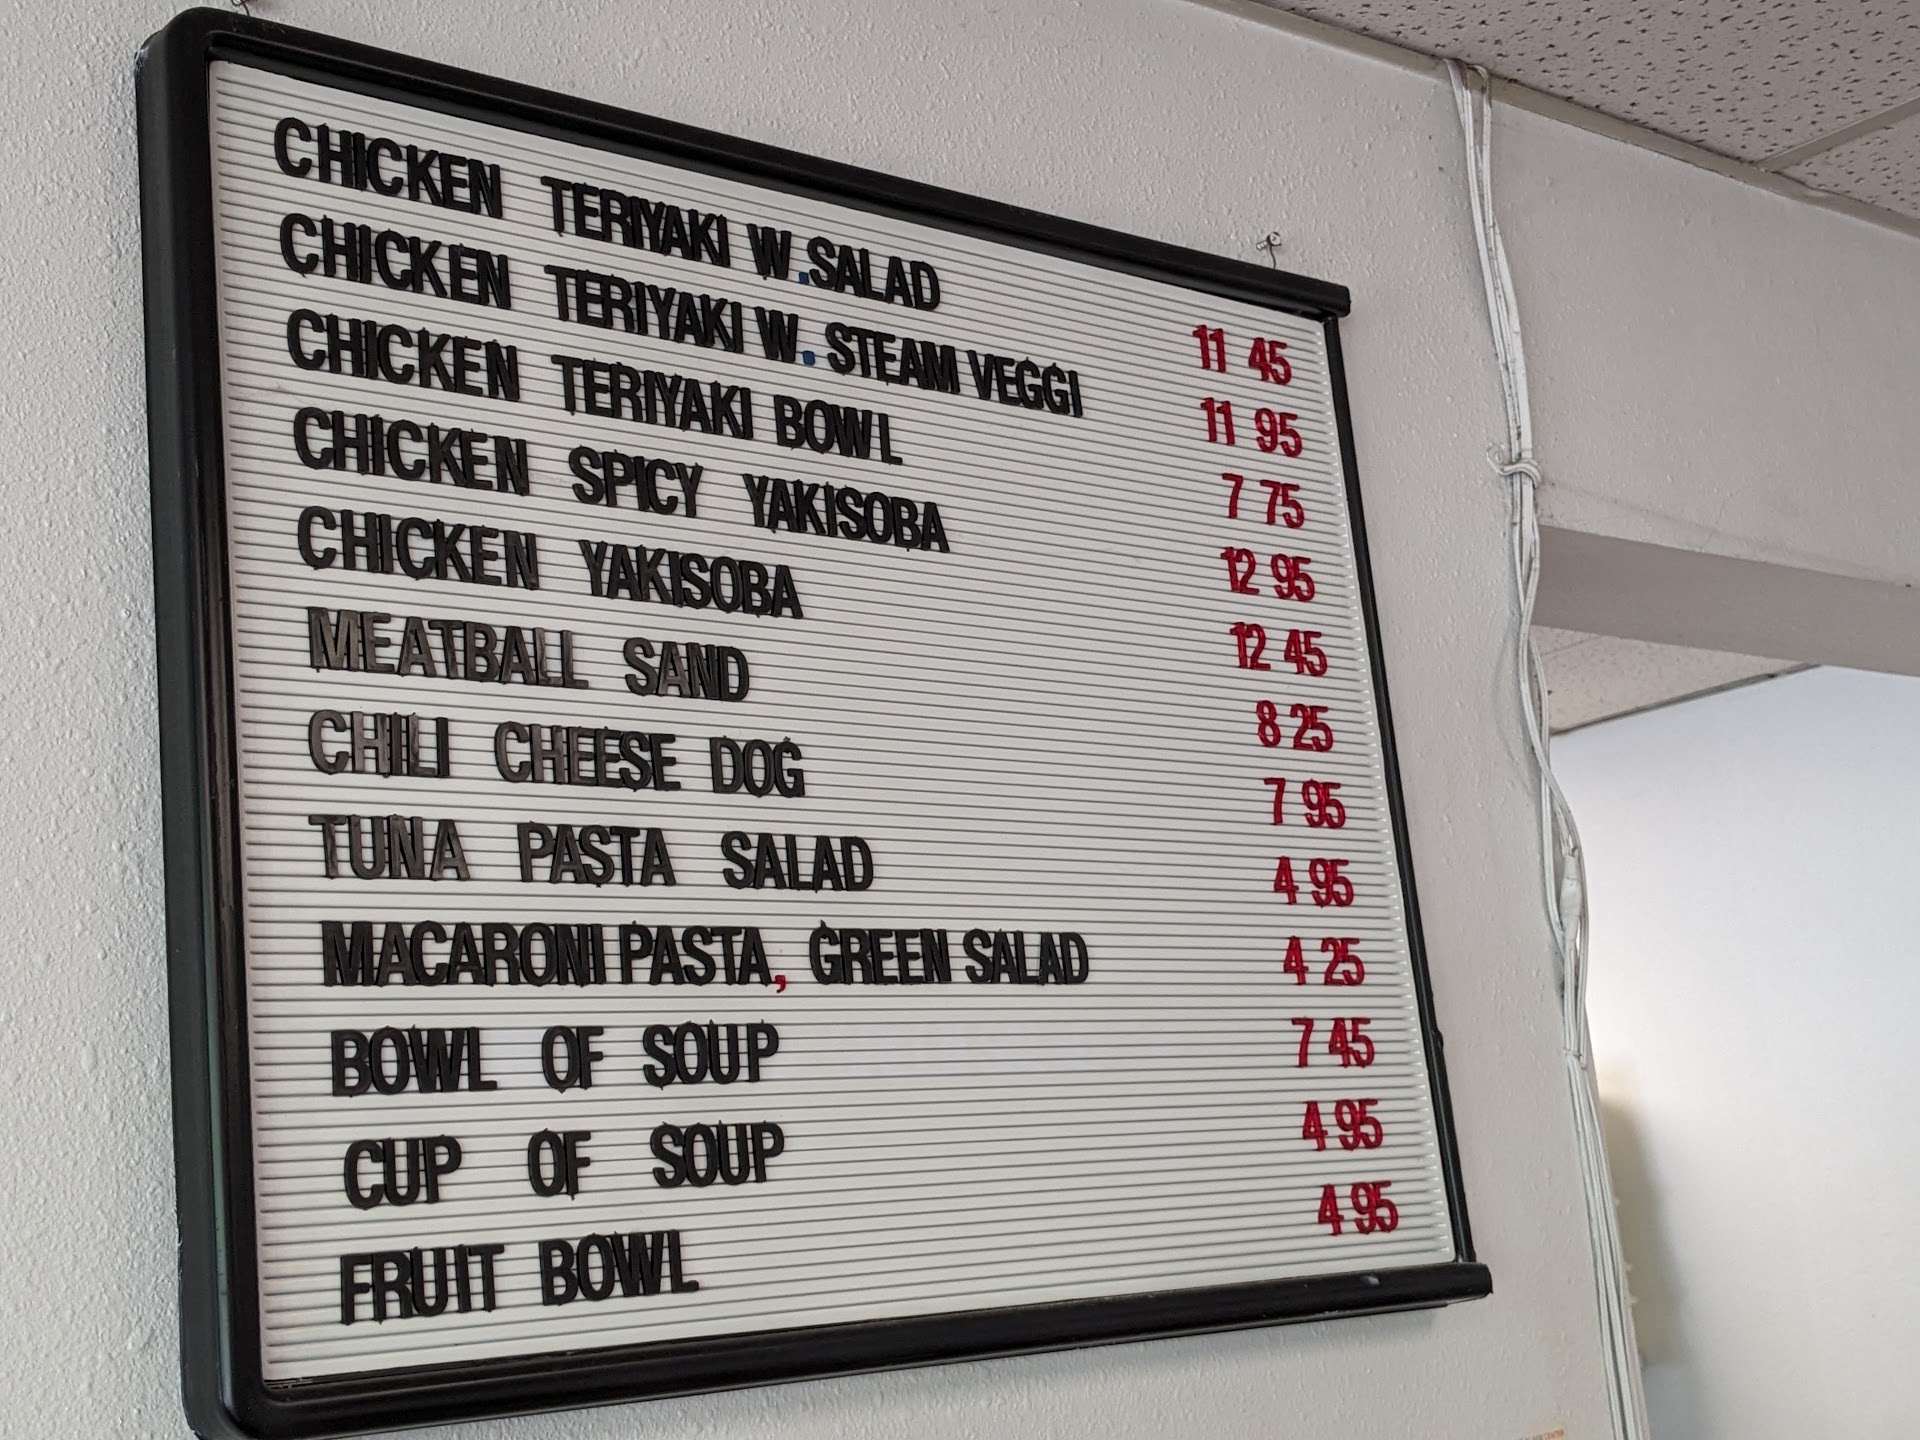 CHICKEN TERIYAKI W.SALAD 11 45
CHICKEN TERIYAKI W. STEAM VEGGI 11 95
CHICKEN TERIYAKI BOWL 7 75
CHICKEN SPICY YAKISOBA 12 95
CHICKEN YAKISOBA 12 45
MEATBALL SAND 8 25
CHILI CHEESE DOG 7 95
TUNA PASTA SALAD 4 95
MACARONI PASTA, GREEN SALAD 4 25
BOWL OF SOUP 7 45
CUP OF SOUP 4 95
FRUIT BOWL 4 95